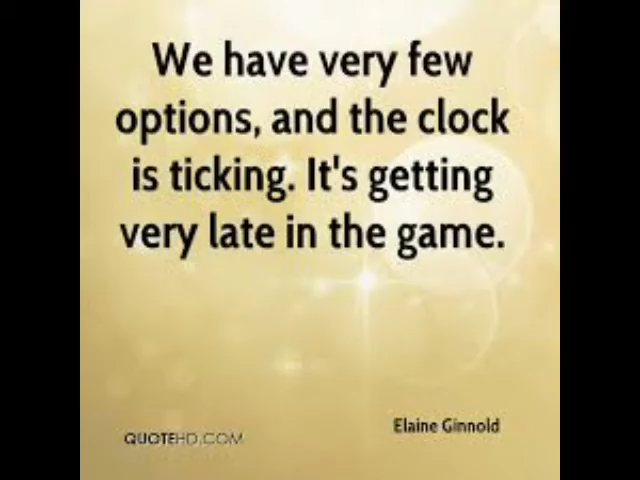 We have very few
options, and the clock
is ticking. It's getting
very late in the game.
Elaine Ginnold
QUOTEHD.COM